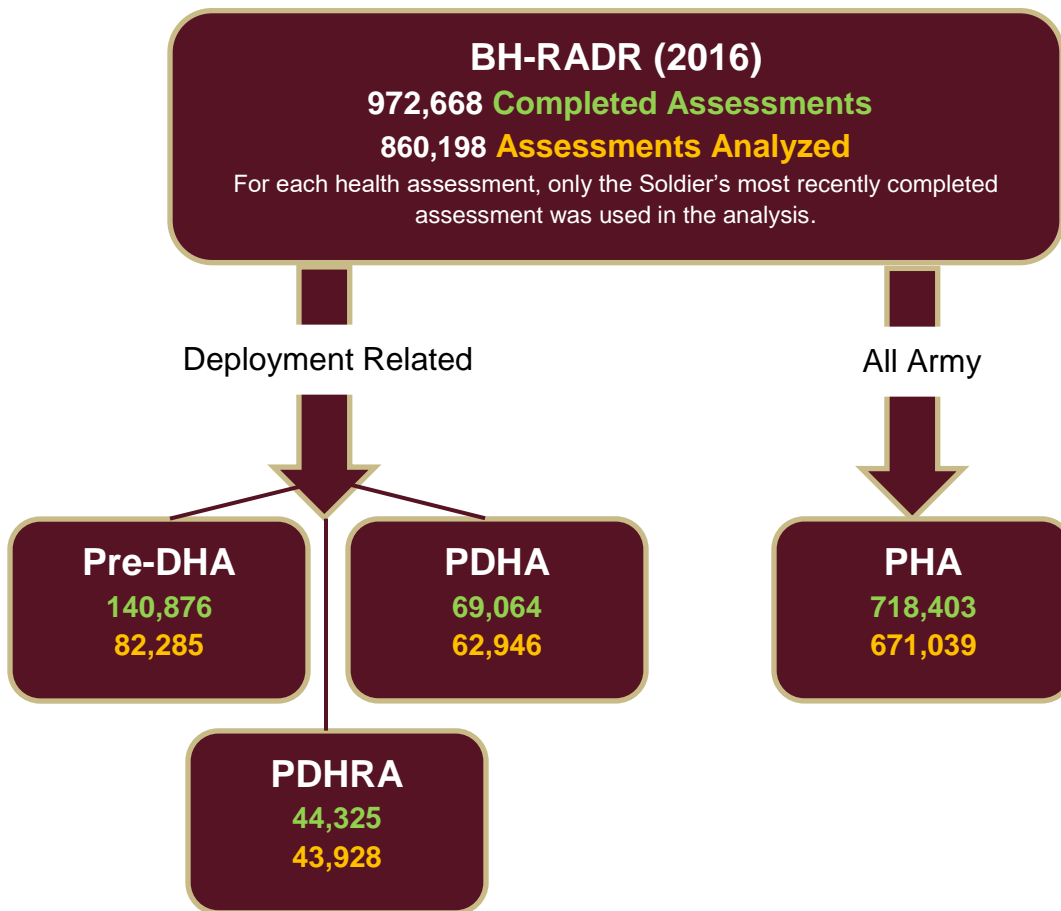 BH-RADR (2016)
972,668 Completed Assessments
860,198 Assessments Analyzed
For each health assessment, only the Soldier’s most recently completed
assessment was used in the analysis.
Deployment Related
All Army
Pre-DHA
140,876
82,285
PDHA
69,064
62,946
PHA
718,403
671,039
PDHRA
44,325
43,928